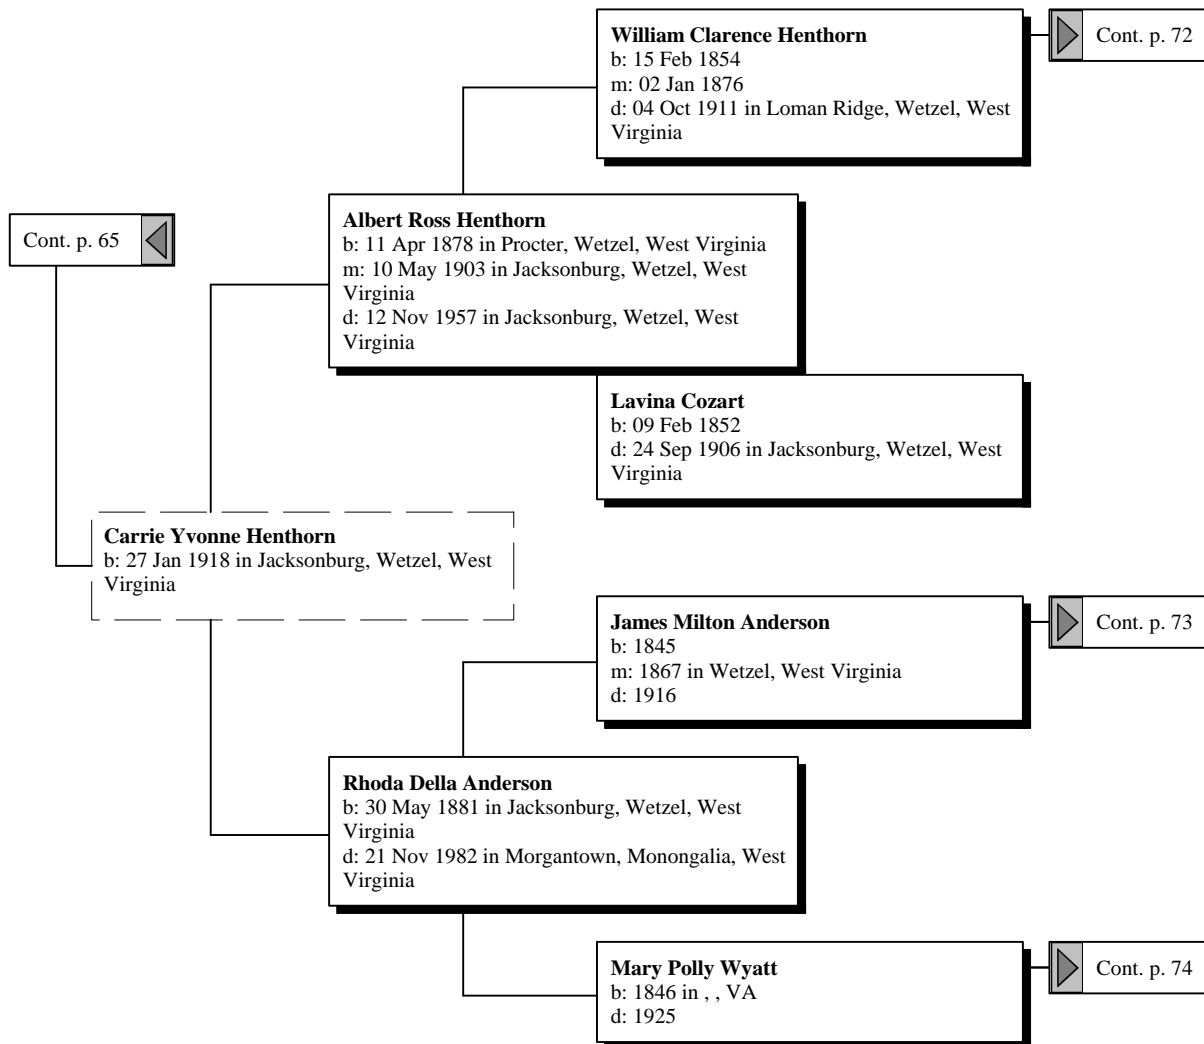 William Clarence Henthorn
b: 15 Feb 1854
m: 02 Jan 1876
d: 04 Oct 1911 in Loman Ridge, Wetzel, West
Virginia
Cont. p. 72
Albert Ross Henthorn
b: 11 Apr 1878 in Procter, Wetzel, West Virginia
m: 10 May 1903 in Jacksonburg, Wetzel, West
Virginia
d: 12 Nov 1957 in Jacksonburg, Wetzel, West
Virginia
Cont. p. 65
Lavina Cozart
b: 09 Feb 1852
d: 24 Sep 1906 in Jacksonburg, Wetzel, West
Virginia
Carrie Yvonne Henthorn
b: 27 Jan 1918 in Jacksonburg, Wetzel, West
Virginia
James Milton Anderson
b: 1845
m: 1867 in Wetzel, West Virginia
d: 1916
Cont. p. 73
Rhoda Della Anderson
b: 30 May 1881 in Jacksonburg, Wetzel, West
Virginia
d: 21 Nov 1982 in Morgantown, Monongalia, West
Virginia
Mary Polly Wyatt
b: 1846 in , , VA
d: 1925
Cont. p. 74